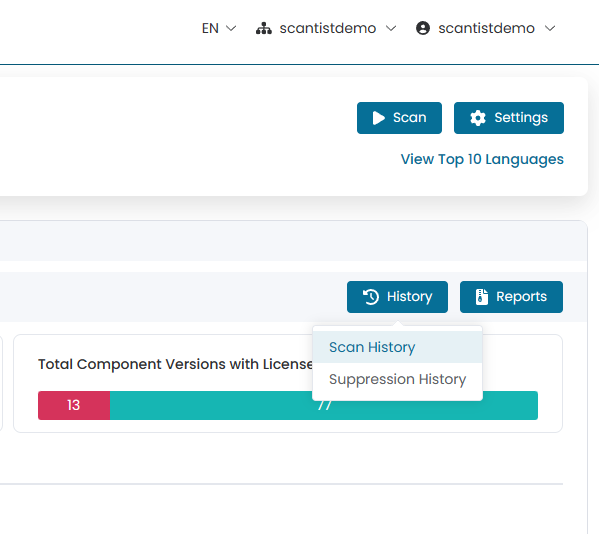 EN scantistdemo scantistdemo
Scan Settings
View Top 10 Languages
History Reports
Scan History
Total Component Versions with License
Suppression History
13 77